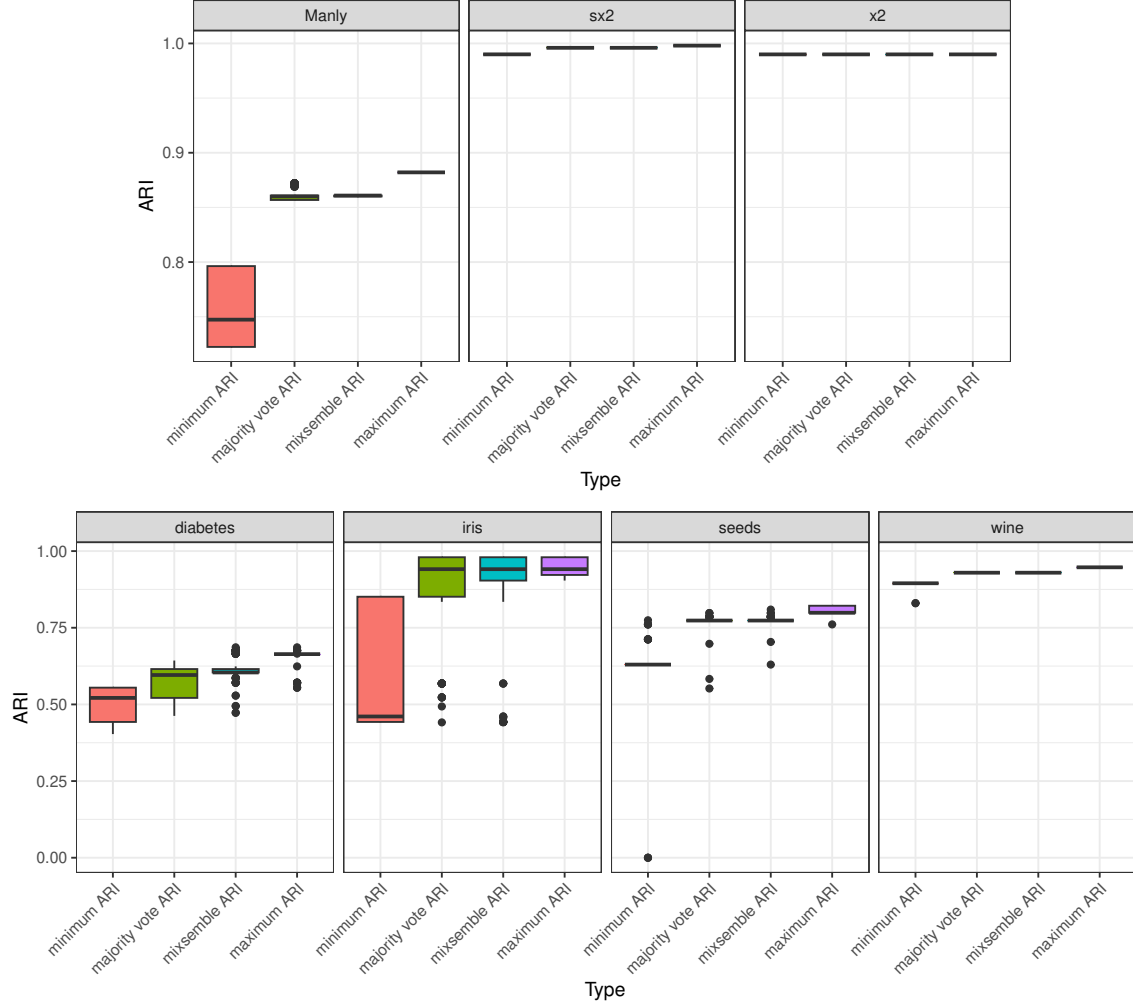 Manly sx2 x2
ARI
1.0
0.9
0.8
minimum ARI majority vote ARI mixsemble ARI maximum ARI minimum ARI majority vote ARI mixsemble ARI maximum ARI minimum ARI majority vote ARI mixsemble ARI maximum ARI
Type
diabetes iris seeds wine
ARI
1.00
0.75
0.50
0.25
0.00
minimum ARI majority vote ARI mixsemble ARI maximum ARI minimum ARI majority vote ARI mixsemble ARI maximum ARI minimum ARI majority vote ARI mixsemble ARI maximum ARI minimum ARI majority vote ARI mixsemble ARI maximum ARI
Type